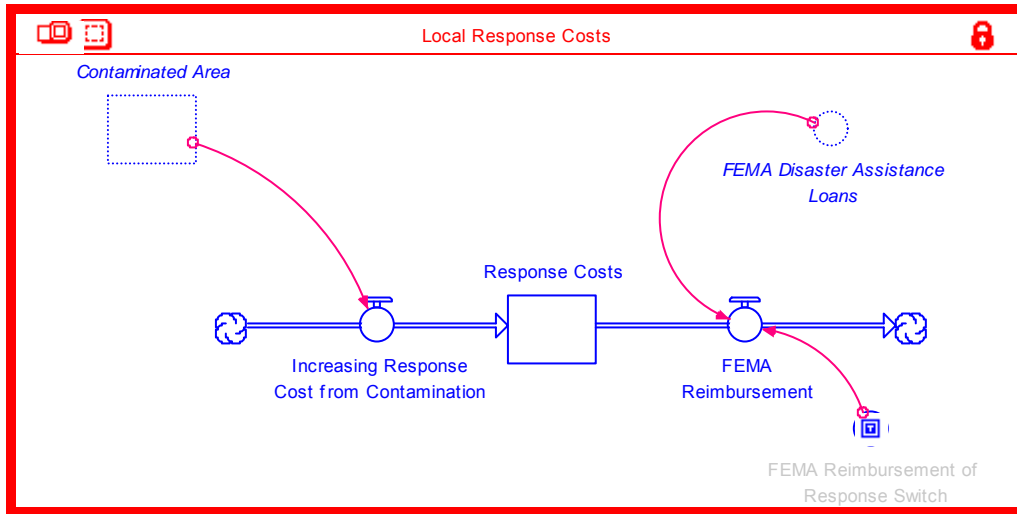 Local Response Costs
Contaminated Area
FEMA Disaster Assistance
Loans
Response Costs
Increasing Response
Cost from Contamination
FEMA
Reimbursement
T
FEMA Reimbursement of
Response Switch